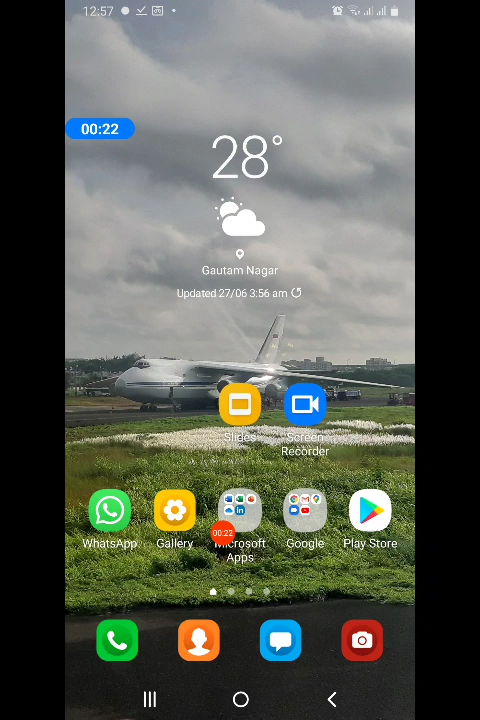 12:57
00:22
28°
Gautam Nagar
Updated 27/06 3:56 am
Slides
Screen
Recorder
WhatsApp
Gallery
00:22
Microsoft
Apps
Google
Play Store